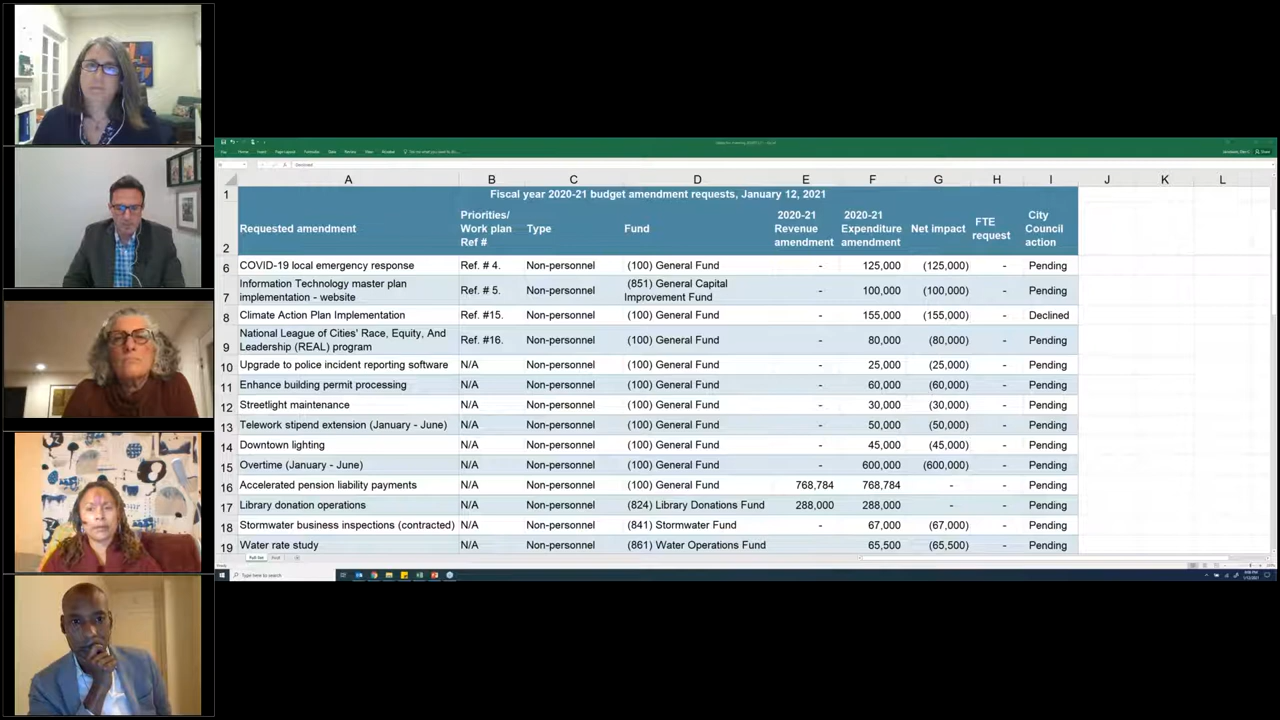 A B C D E F G H I J K L
1 Fiscal year 2020-21 budget amendment requests, January 12, 2021
2 Requested amendment Priorities/ Work plan Ref # Type Fund 2020-21 Revenue amendment 2020-21 Expenditure amendment Net impact FTE request City Council action
6 COVID-19 local emergency response Ref. # 4. Non-personnel (100) General Fund - 125,000 (125,000) - Pending
7 Information Technology master plan implementation - website Ref. # 5. Non-personnel (851) General Capital Improvement Fund - 100,000 (100,000) - Pending
8 Climate Action Plan Implementation Ref. #15. Non-personnel (100) General Fund - 155,000 (155,000) - Declined
9 National League of Cities' Race, Equity, And Leadership (REAL) program Ref. #16. Non-personnel (100) General Fund - 80,000 (80,000) - Pending
10 Upgrade to police incident reporting software N/A Non-personnel (100) General Fund - 25,000 (25,000) - Pending
11 Enhance building permit processing N/A Non-personnel (100) General Fund - 60,000 (60,000) - Pending
12 Streetlight maintenance N/A Non-personnel (100) General Fund - 30,000 (30,000) - Pending
13 Telework stipend extension (January - June) N/A Non-personnel (100) General Fund - 50,000 (50,000) - Pending
14 Downtown lighting N/A Non-personnel (100) General Fund - 45,000 (45,000) - Pending
15 Overtime (January - June) N/A Non-personnel (100) General Fund - 600,000 (600,000) - Pending
16 Accelerated pension liability payments N/A Non-personnel (100) General Fund 768,784 768,784 - - Pending
17 Library donation operations N/A Non-personnel (824) Library Donations Fund 288,000 288,000 - - Pending
18 Stormwater business inspections (contracted) N/A Non-personnel (841) Stormwater Fund - 67,000 (67,000) - Pending
19 Water rate study N/A Non-personnel (861) Water Operations Fund 65,500 (65,500) - Pending
Type here to search